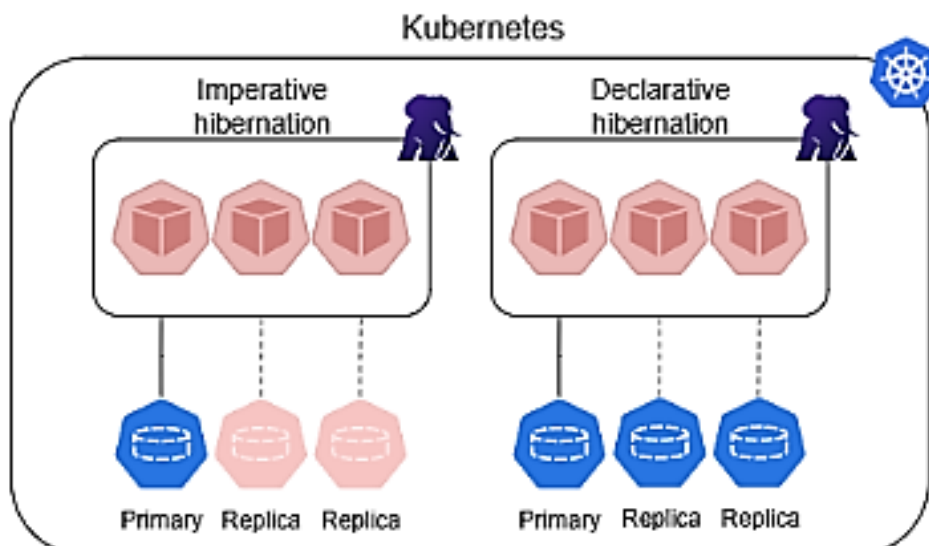 Kubernetes
Imperative
hibernation
Declarative
hibernation
Primary
Replica
Replica
Primary
Replica
Replica